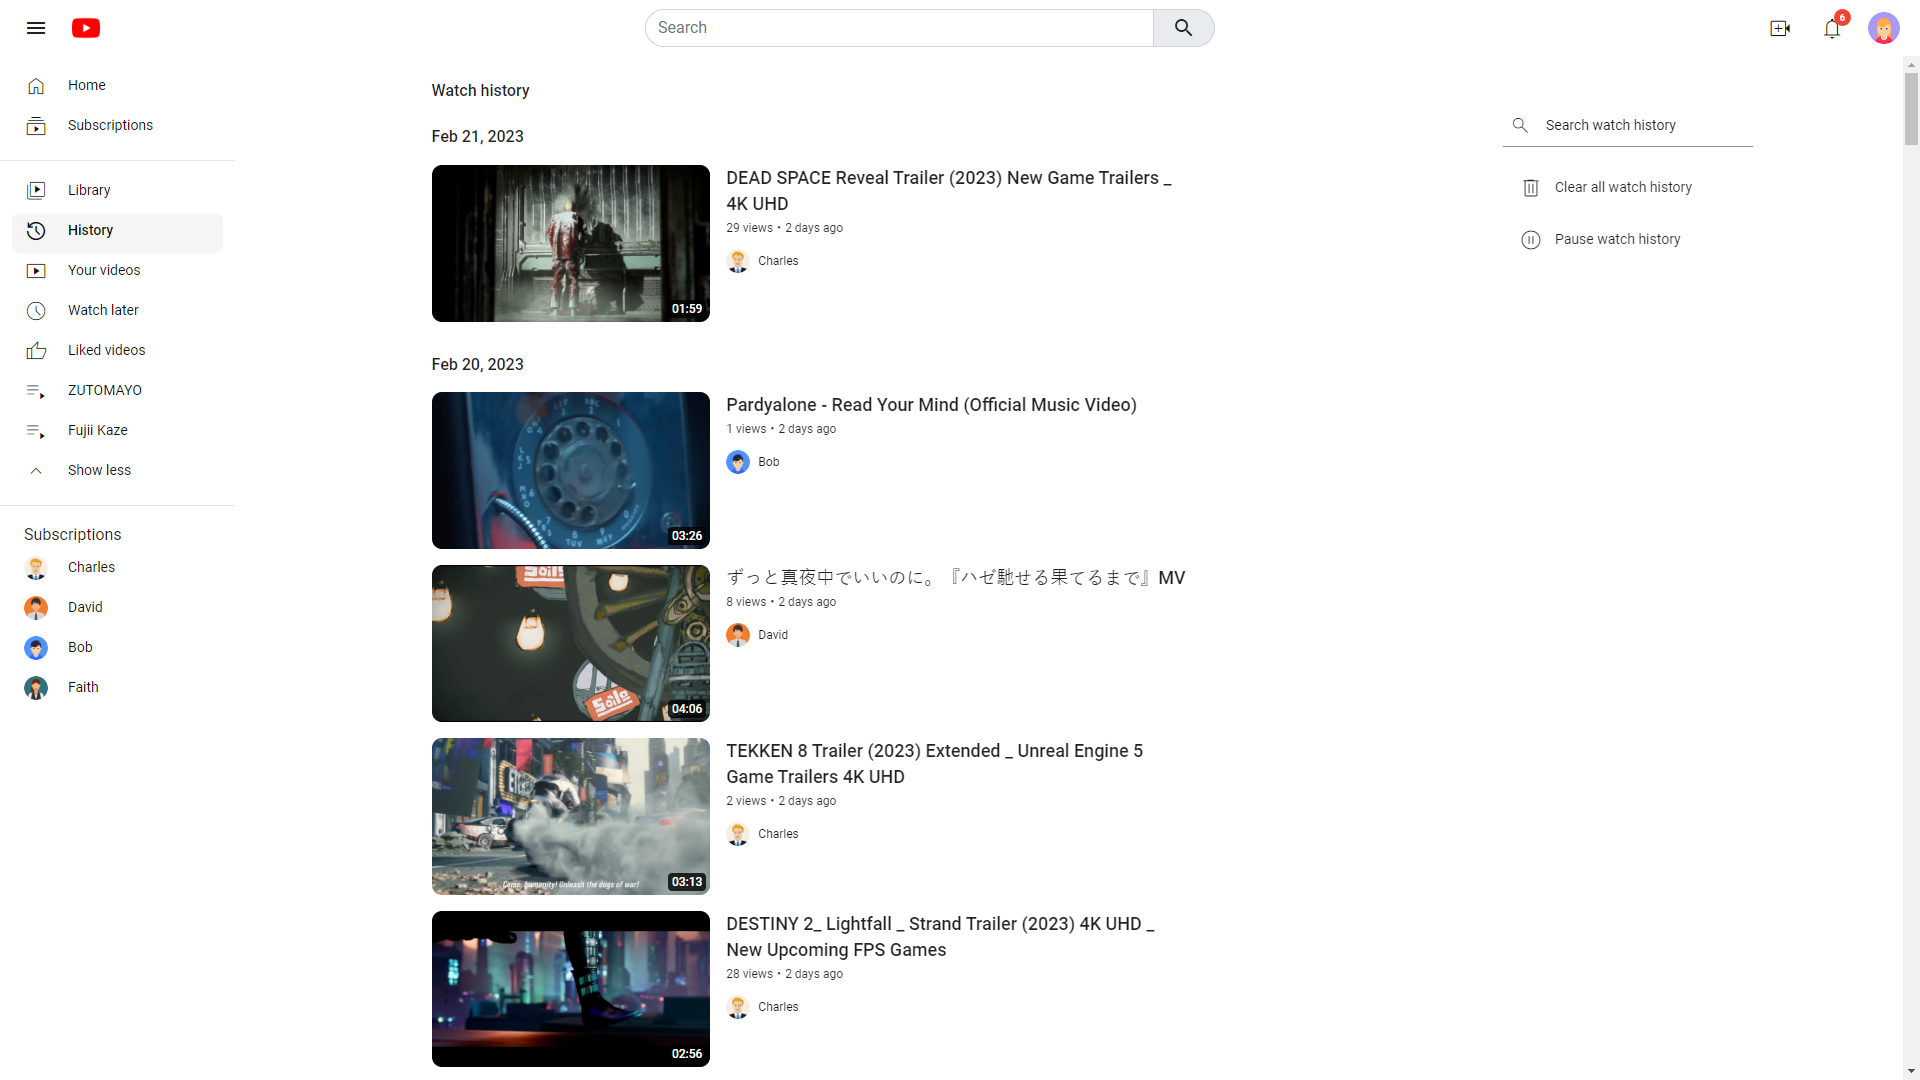 Search
6
Home
Subscriptions
Library
History
Your videos
Watch later
Liked videos
ZUTOMAYO
Fujii Kaze
Show less
Subscriptions
Charles
David
Bob
Faith
Watch history
Feb 21, 2023
01:59
DEAD SPACE Reveal Trailer (2023) New Game Trailers _
4K UHD
29 views • 2 days ago
Charles
Feb 20, 2023
03:26
Pardyalone - Read Your Mind (Official Music Video)
1 views • 2 days ago
Bob
04:06
ずっと真夜中でいいのに。『ハゼ馳せる果てるまで』MV
8 views • 2 days ago
David
Come, humanity! Unleash the dogs of war!
03:13
TEKKEN 8 Trailer (2023) Extended _ Unreal Engine 5
Game Trailers 4K UHD
2 views • 2 days ago
Charles
02:56
DESTINY 2_ Lightfall _ Strand Trailer (2023) 4K UHD _
New Upcoming FPS Games
28 views • 2 days ago
Charles
Search watch history
Clear all watch history
Pause watch history